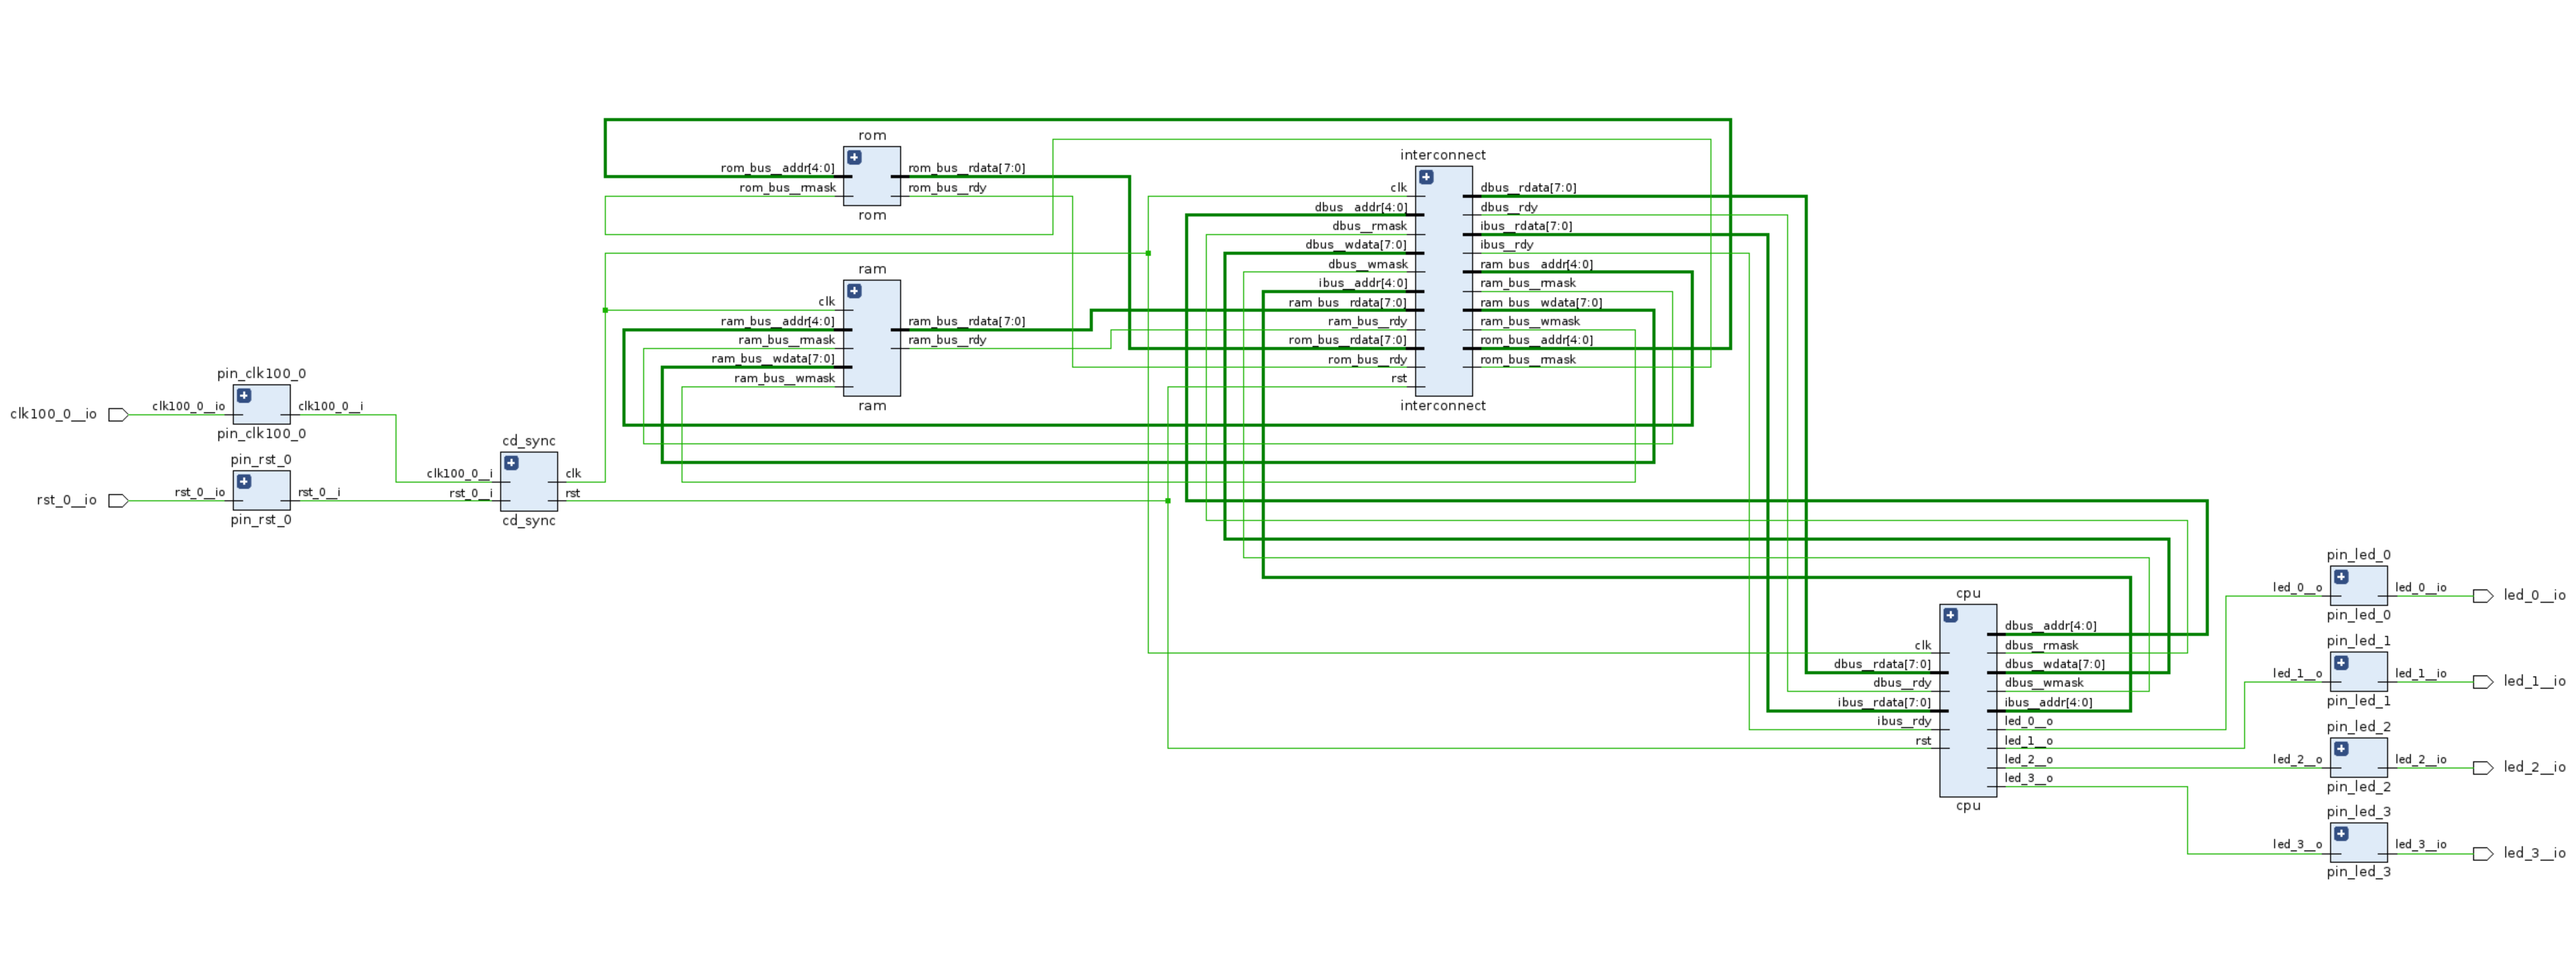 clk100_0__io
rst_0__io
pin_clk100_0
clk100_0__io
clk100_0__i
pin_clk100_0
pin_rst_0
rst_0__io
rst_0__i
pin_rst_0
cd_sync
clk100_0__i
rst_0__i
clk
rst
cd_sync
rom
rom_bus__addr[4:0]
rom_bus__rmask
rom_bus__rdata[7:0]
rom_bus__rdy
rom
ram
clk
ram_bus__addr[4:0]
ram_bus__rmask
ram_bus__wdata[7:0]
ram_bus__wmask
ram_bus__rdata[7:0]
ram_bus__rdy
ram
interconnect
clk
dbus__addr[4:0]
dbus__rmask
dbus__wdata[7:0]
dbus__wmask
ibus__addr[4:0]
ram_bus__rdata[7:0]
ram_bus__rdy
rom_bus__rdata[7:0]
rom_bus__rdy
rst
dbus__rdata[7:0]
dbus__rdy
ibus__rdata[7:0]
ibus__rdy
ram_bus__addr[4:0]
ram_bus__rmask
ram_bus__wdata[7:0]
ram_bus__wmask
rom_bus__addr[4:0]
rom_bus__rmask
interconnect
cpu
clk
dbus__rdata[7:0]
dbus__rdy
ibus__rdata[7:0]
ibus__rdy
rst
dbus__addr[4:0]
dbus__rmask
dbus__wdata[7:0]
dbus__wmask
ibus__addr[4:0]
led_0__o
led_1__o
led_2__o
led_3__o
cpu
pin_led_0
led_0__o
led_0__io
pin_led_0
led_0__io
pin_led_1
led_1__o
led_1__io
pin_led_1
led_1__io
pin_led_2
led_2__o
led_2__io
pin_led_2
led_2__io
pin_led_3
led_3__o
led_3__io
pin_led_3
led_3__io